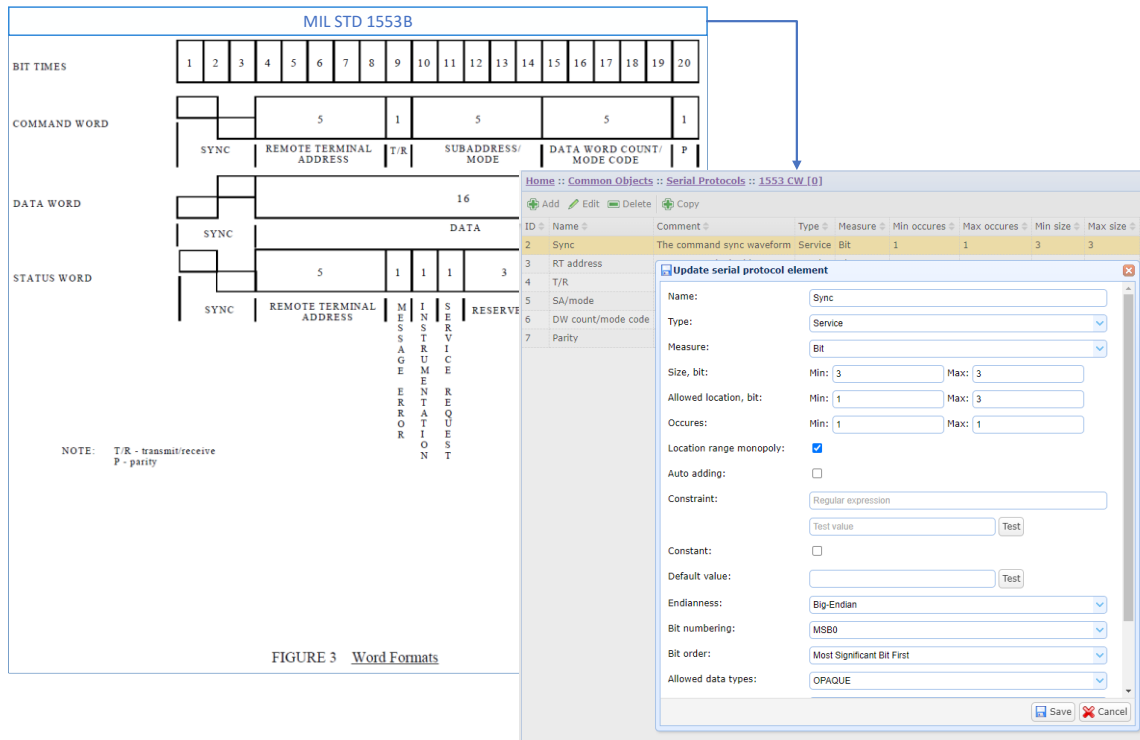 MIL STD 1553B
BIT TIMES 1 2 3 4 5 6 7 8 9 10 11 12 13 14 15 16 17 18 19 20
COMMAND WORD 5 1 5 5 1
SYNC REMOTE TERMINAL ADDRESS T/R SUBADDRESS/ MODE DATA WORD COUNT/ MODE CODE P
DATA WORD 16
SYNC DATA
STATUS WORD 5 1 1 1 3
SYNC REMOTE TERMINAL ADDRESS MESSAGE ERROR INSTRUMENTATION SERVICE REQUEST RESERVE
NOTE: T/R - transmit/receive
P - parity
FIGURE 3 Word Formats
Home :: Common Objects :: Serial Protocols :: 1553 CW [0]
Add Edit Delete Copy
ID Name Comment Type Measure Min occures Max occures Min size Max size
2 Sync The command sync waveform Service Bit 1 1 3 3
3 RT address
4 T/R
5 SA/mode
6 DW count/mode code
7 Parity
Update serial protocol element
Name: Sync
Type: Service
Measure: Bit
Size, bit: Min: 3 Max: 3
Allowed location, bit: Min: 1 Max: 3
Occures: Min: 1 Max: 1
Location range monopoly:
Auto adding:
Constraint: Regular expression
Test value Test
Constant:
Default value: Test
Endianness: Big-Endian
Bit numbering: MSB0
Bit order: Most Significant Bit First
Allowed data types: OPAQUE
Save Cancel